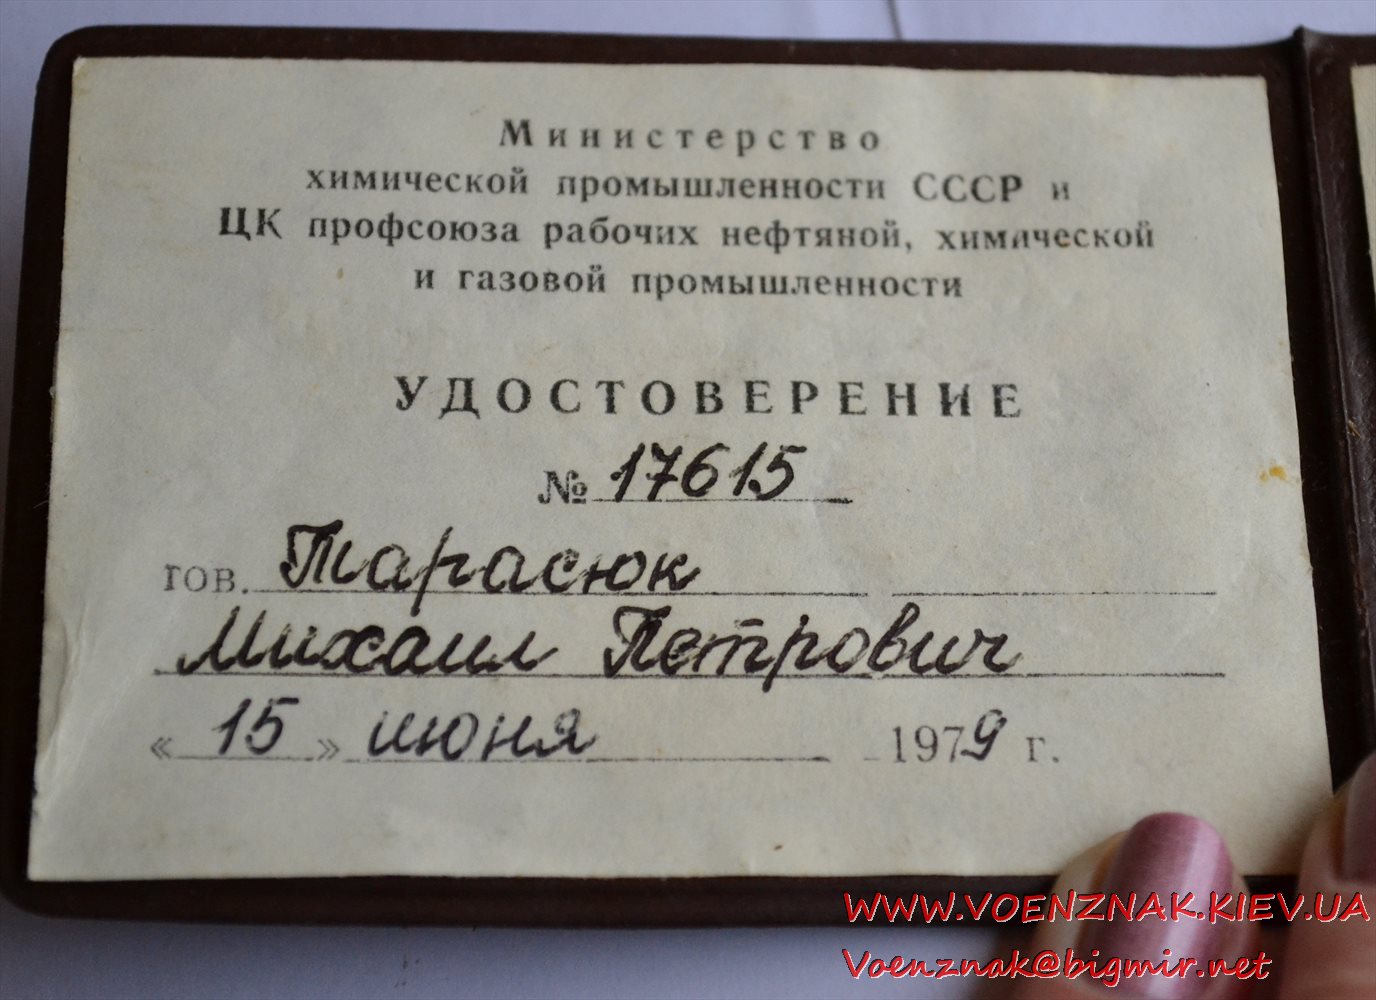 Министерство
химической промышленности СССР и
ЦК профсоюза рабочих нефтяной, химической
и газовой промышленности
УДОСТОВЕРЕНИЕ
№ 17615
тов. Тарасюк
Михаил Петрович
« 15 » июня 1979 г.
WWW.VOENZNAK.KIEV.UA
Voenznak@bigmir.net